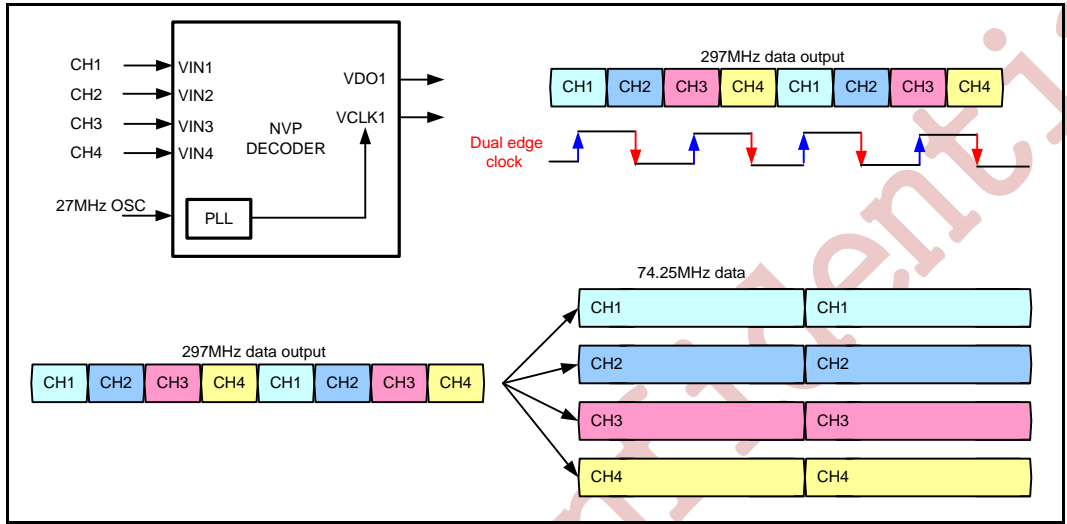 CH1
CH2
CH3
CH4
27MHz OSC
VIN1
VIN2
VIN3
VIN4
NVP
DECODER
VDO1
VCLK1
PLL
297MHz data output
CH1 CH2 CH3 CH4 CH1 CH2 CH3 CH4
Dual edge
clock
74.25MHz data
297MHz data output
CH1 CH2 CH3 CH4 CH1 CH2 CH3 CH4
CH1 CH1
CH2 CH2
CH3 CH3
CH4 CH4